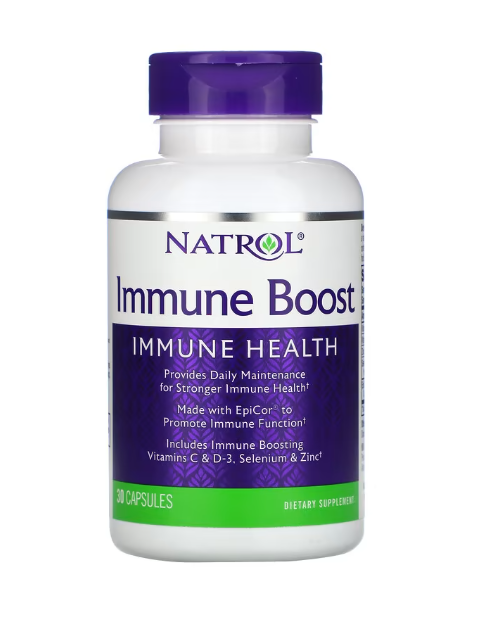 NATROL®
Immune Boost
IMMUNE HEALTH
Provides Daily Maintenance
for Stronger Immune Health†
Made with EpiCor® to
Promote Immune Function†
Includes Immune Boosting
Vitamins C & D-3, Selenium & Zinc†
30 CAPSULES
DIETARY SUPPLEMENT